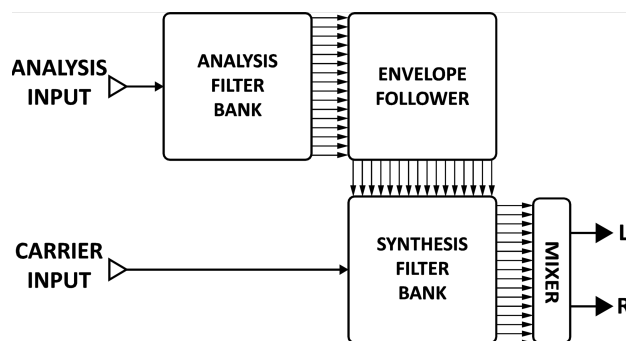 ANALYSIS
INPUT
ANALYSIS
FILTER
BANK
ENVELOPE
FOLLOWER
CARRIER
INPUT
SYNTHESIS
FILTER
BANK
MIXER
L
R